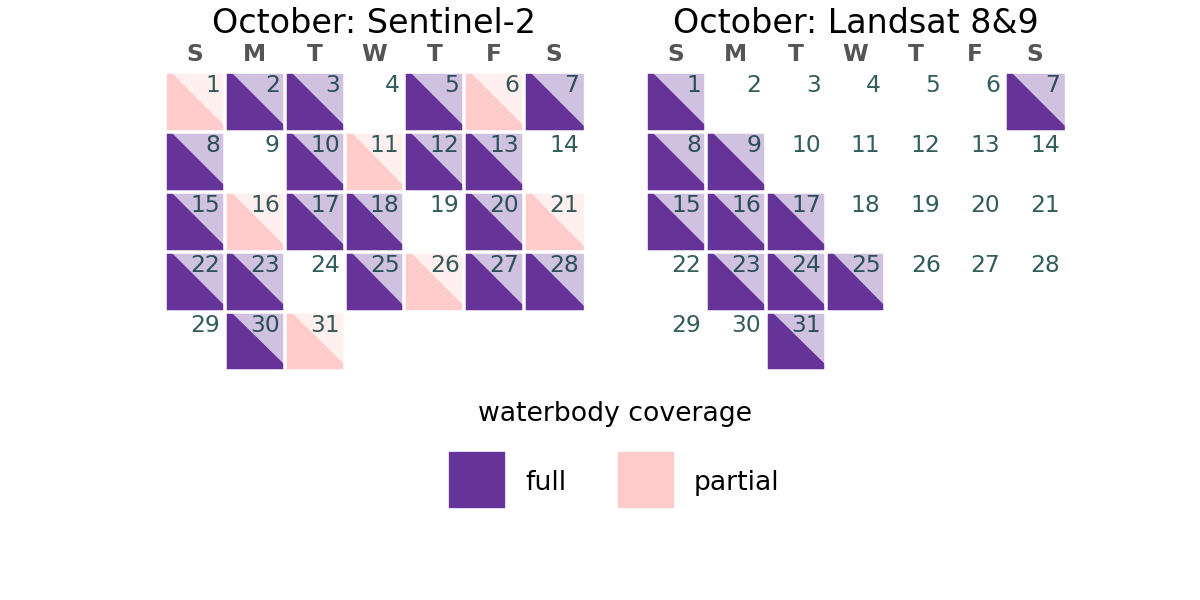 October: Sentinel-2
S M T W T F S
1 2 3 4 5 6 7
8 9 10 11 12 13 14
15 16 17 18 19 20 21
22 23 24 25 26 27 28
29 30 31
October: Landsat 8&9
S M T W T F S
1 2 3 4 5 6 7
8 9 10 11 12 13 14
15 16 17 18 19 20 21
22 23 24 25 26 27 28
29 30 31
waterbody coverage
full partial